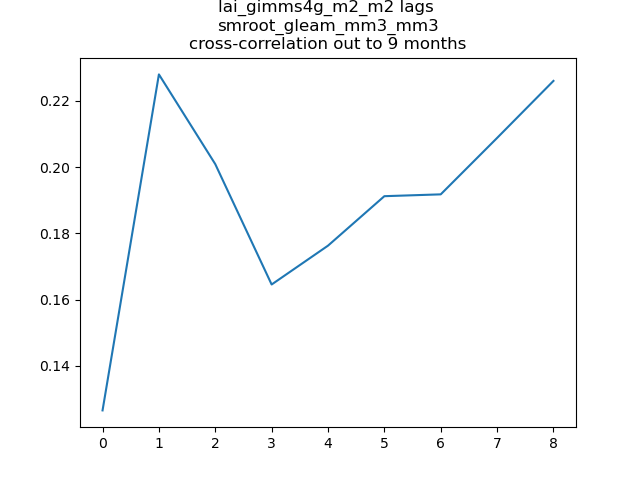 lai_gimms4g_m2_m2 lags
smroot_gleam_mm3_mm3
cross-correlation out to 9 months
0.22
0.20
0.18
0.16
0.14
0 1 2 3 4 5 6 7 8